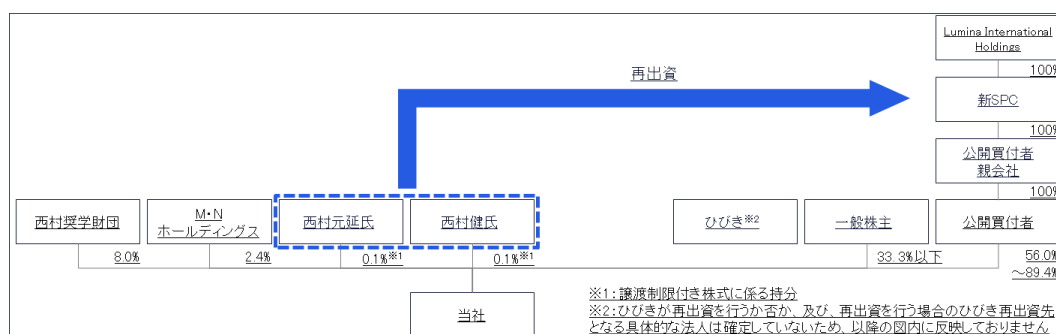 Lumina International
Holdings
100%
再出資
新SPC
100%
公開買付者
親会社
100%
西村奨学財団
M・N
ホールディングス
西村元延氏
西村健氏
ひびき※2
一般株主
公開買付者
8.0%
2.4%
0.1%※1
0.1%※1
33.3%以下
56.0%
～89.4%
当社
※1：譲渡制限付き株式に係る持分
※2：ひびきが再出資を行うか否か、及び、再出資を行う場合のひびき再出資先
となる具体的な法人は確定していないため、以降の図内に反映しておりません。